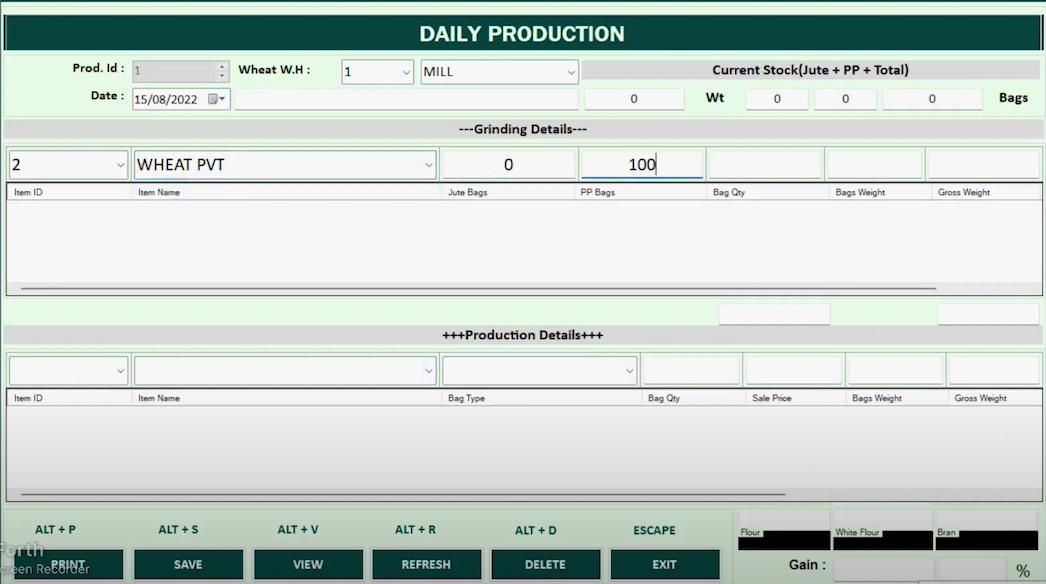 DAILY PRODUCTION
Prod. Id : 1 Wheat W.H : 1 MILL Current Stock(Jute + PP + Total)
Date : 15/08/2022 0 Wt 0 0 0 Bags
---Grinding Details---
2 WHEAT PVT 0 100
Item ID Item Name Jute Bags PP Bags Bag Qty Bags Weight Gross Weight
+++Production Details+++
Item ID Item Name Bag Type Bag Qty Sale Price Bags Weight Gross Weight
ALT + P ALT + S ALT + V ALT + R ALT + D ESCAPE
Flour White Flour Bran
Forth
PRINT SAVE VIEW REFRESH DELETE EXIT Gain : %
Recorder